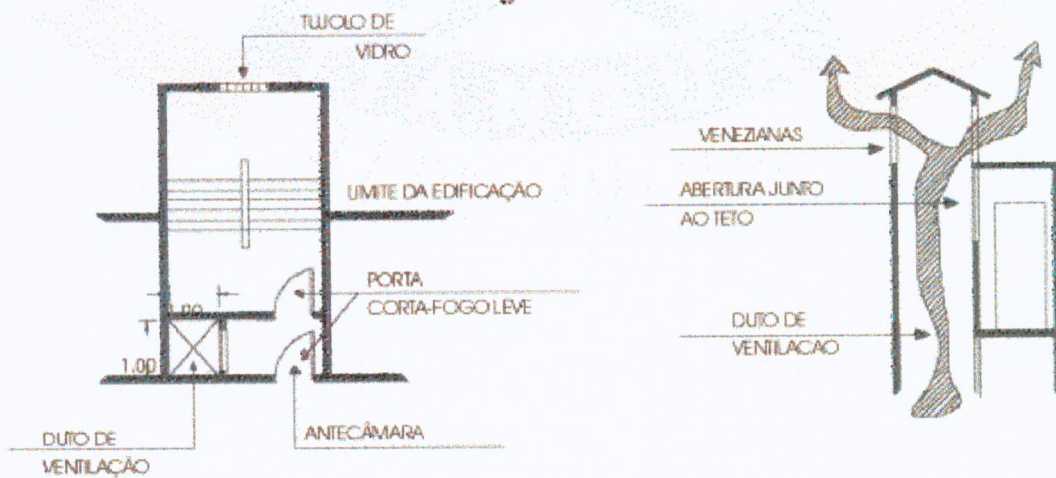 TIJOLO DE
VIDRO
LIMITE DA EDIFICAÇÃO
PORTA
CORTA-FOGO LEVE
1.00
1.00
DUTO DE
VENTILAÇÃO
ANTECÂMARA
VENEZIANAS
ABERTURA JUNTO
AO TETO
DUTO DE
VENTILACAO